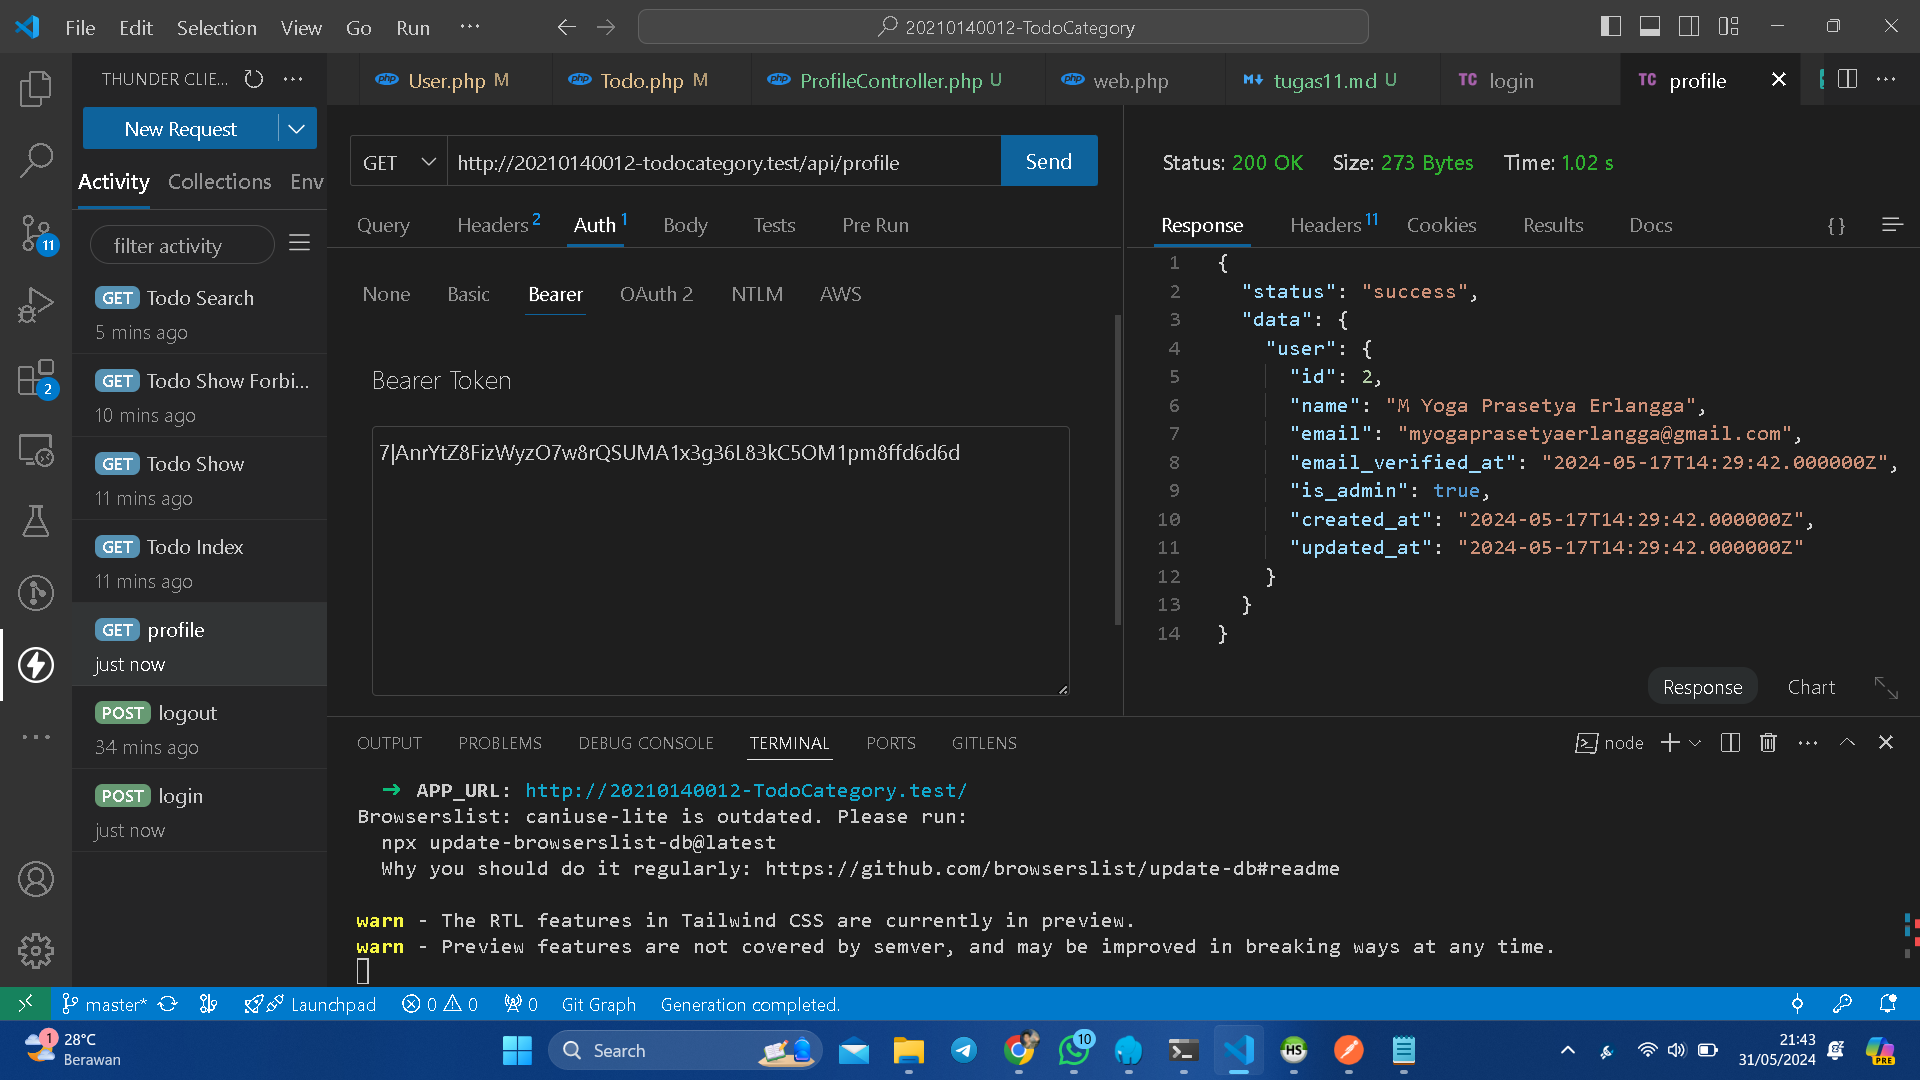 File Edit Selection View Go Run ···
20210140012-TodoCategory
THUNDER CLIE... ···
User.php M
Todo.php M
ProfileController.php U
web.php
tugas11.md U
TC login
TC profile
New Request
Activity Collections Env
filter activity
GET Todo Search
5 mins ago
GET Todo Show Forbi...
10 mins ago
GET Todo Show
11 mins ago
GET Todo Index
11 mins ago
GET profile
just now
POST logout
34 mins ago
POST login
just now
11
2
GET http://20210140012-todocategory.test/api/profile Send
Query Headers 2 Auth 1 Body Tests Pre Run
None Basic Bearer OAuth 2 NTLM AWS
Bearer Token
7|AnrYtZ8FizWyzO7w8rQSUMA1x3g36L83kC5OM1pm8ffd6d6d
Status: 200 OK Size: 273 Bytes Time: 1.02 s
Response Headers 11 Cookies Results Docs {}
1 {
2 "status": "success",
3 "data": {
4 "user": {
5 "id": 2,
6 "name": "M Yoga Prasetya Erlangga",
7 "email": "myogaprasetyaerlangga@gmail.com",
8 "email_verified_at": "2024-05-17T14:29:42.000000Z",
9 "is_admin": true,
10 "created_at": "2024-05-17T14:29:42.000000Z",
11 "updated_at": "2024-05-17T14:29:42.000000Z"
12 }
13 }
14 }
Response Chart
OUTPUT PROBLEMS DEBUG CONSOLE TERMINAL PORTS GITLENS
node
➜ APP_URL: http://20210140012-TodoCategory.test/
Browserslist: caniuse-lite is outdated. Please run:
npx update-browserslist-db@latest
Why you should do it regularly: https://github.com/browserslist/update-db#readme
warn - The RTL features in Tailwind CSS are currently in preview.
warn - Preview features are not covered by semver, and may be improved in breaking ways at any time.
master* Launchpad 0 0 0 Git Graph Generation completed.
1
28°C
Berawan
Search
10
HS
21:43
31/05/2024
PRE